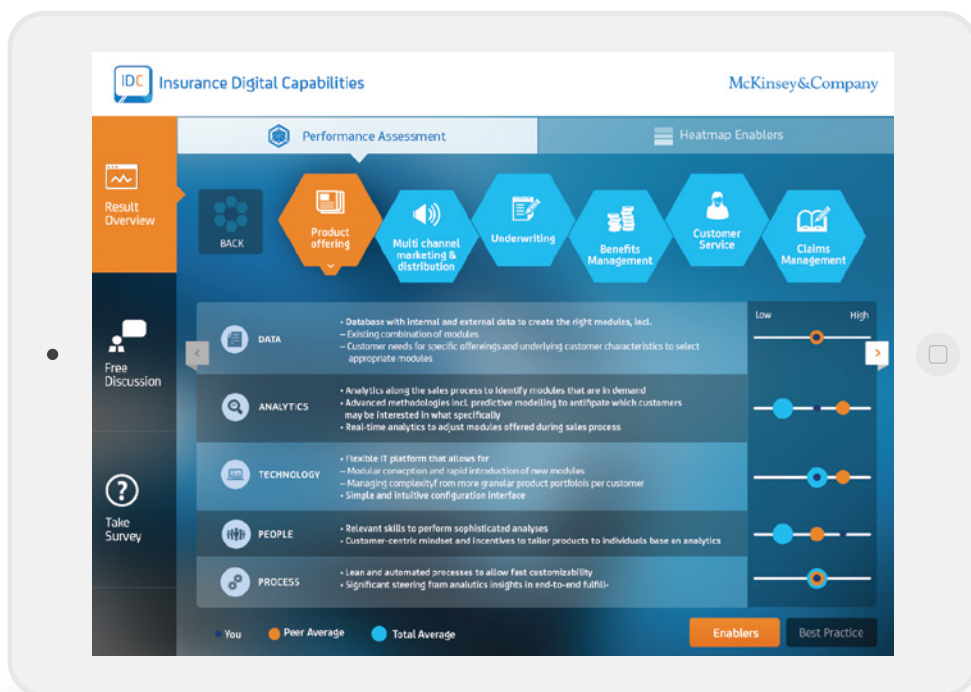 IDC Insurance Digital Capabilities
McKinsey&Company
Performance Assessment
Heatmap Enablers
Result
Overview
BACK
Product
offering
Multi channel
marketing &
distribution
Underwriting
Benefits
Management
Customer
Service
Claims
Management
Free
Discussion
Take
Survey
Low
High
DATA
• Database with internal and external data to create the right modules, incl.
– Existing combination of modules
– Customer needs for specific offereings and underlying customer characteristics to select
appropriate modules
<
>
ANALYTICS
• Analytics along the sales process to identify modules that are in demand
• Advanced methodologies incl. predictive modelling to antifipate which customers
may be interested in what specifically
• Real-time analytics to adjust modules offered during sales process
TECHNOLOGY
• Flexible IT platform that allows for
– Modular conecption and rapid introduction of new modules
– Managing complexityf rom more granular product portfolois per customer
• Simple and intuitive configuration interface
PEOPLE
• Relevant skills to perform sophisticated analyses
• Customer-centric mindset and incentives to tailor products to individuals base en analytics
PROCESS
• Lean and automated processes to allow fast customizability
• Significant steering fram analutics insights in end-to-end fulfill-
You
Peer Average
Total Average
Enablers
Best Practice